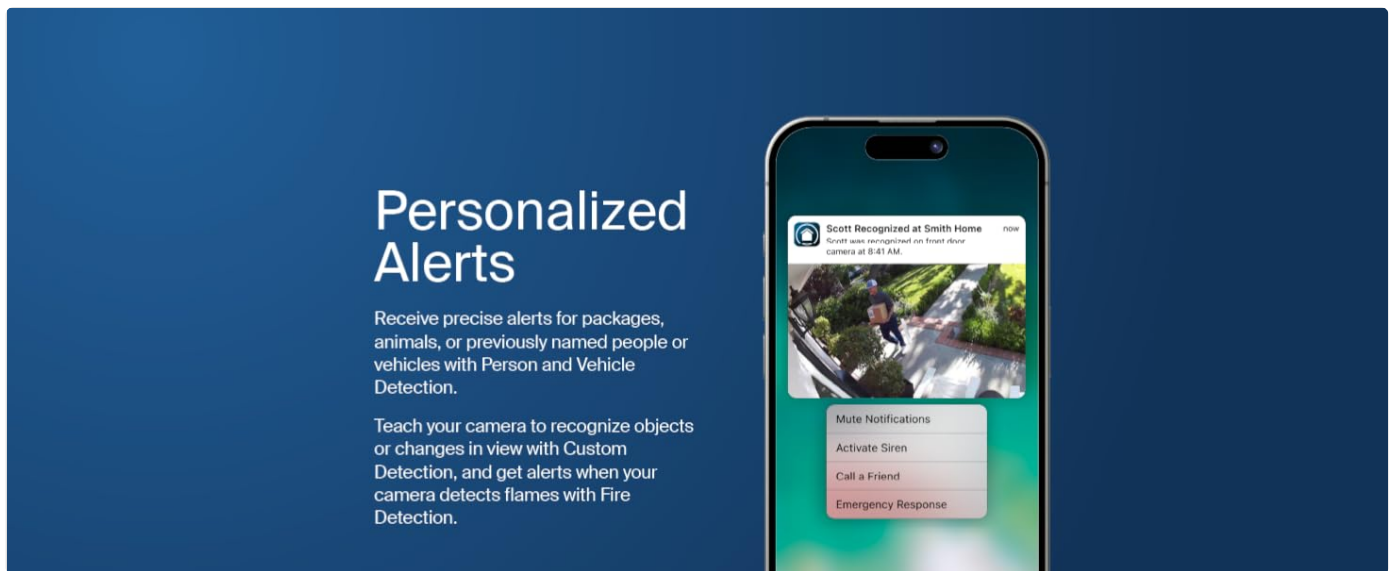 Personalized
Alerts
Receive precise alerts for packages,
animals, or previously named people or
vehicles with Person and Vehicle
Detection.
Teach your camera to recognize objects
or changes in view with Custom
Detection, and get alerts when your
camera detects flames with Fire
Detection.
Scott Recognized at Smith Home now
Scott was recognized on front door
camera at 8:41 AM.
Mute Notifications
Activate Siren
Call a Friend
Emergency Response